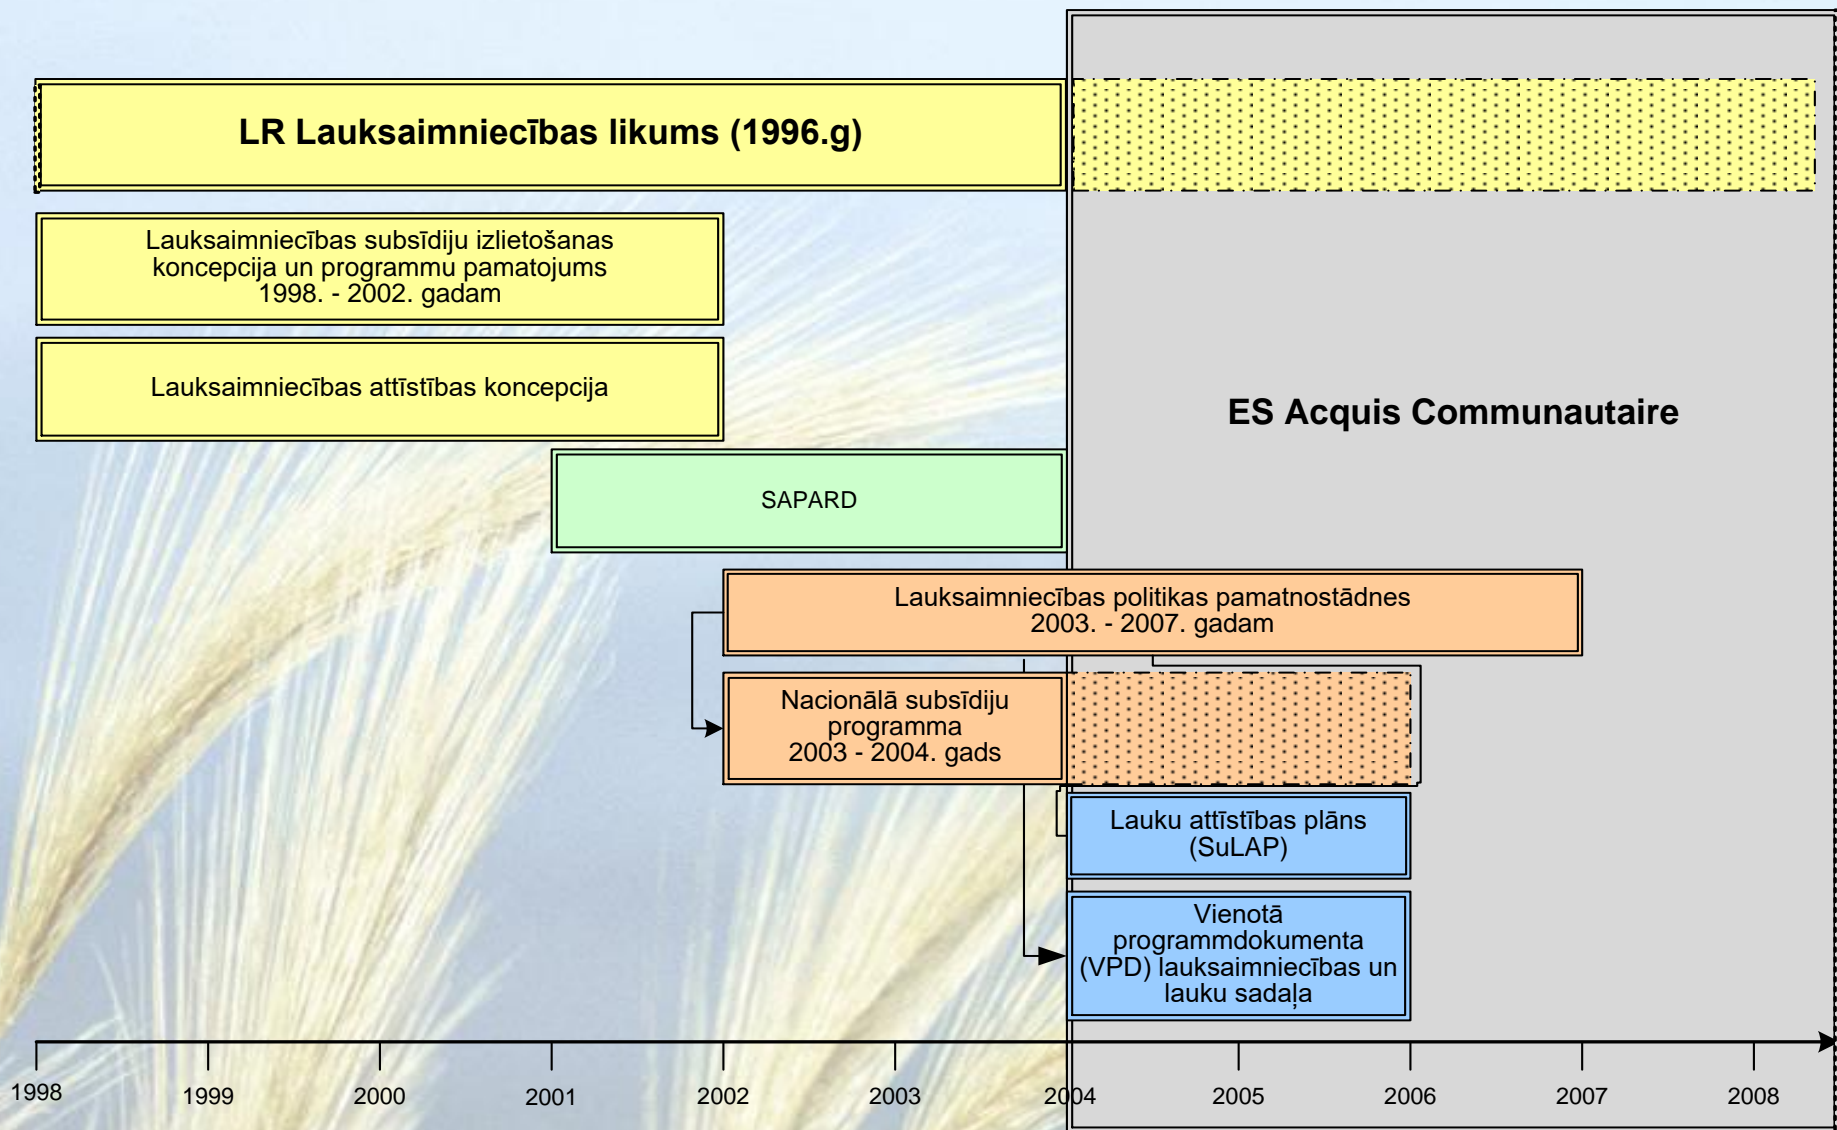 LR Lauksaimniecības likums (1996.g)
Lauksaimniecības subsīdiju izlietošanas
koncepcija un programmu pamatojums
1998. - 2002. gadam
Lauksaimniecības attīstības koncepcija
ES Acquis Communautaire
SAPARD
Lauksaimniecības politikas pamatnostādnes
2003. - 2007. gadam
Nacionālā subsīdiju
programma
2003 - 2004. gads
Lauku attīstības plāns
(SuLAP)
Vienotā
programmdokumenta
(VPD) lauksaimniecības un
lauku sadaļa
1998 1999 2000 2001 2002 2003 2004 2005 2006 2007 2008